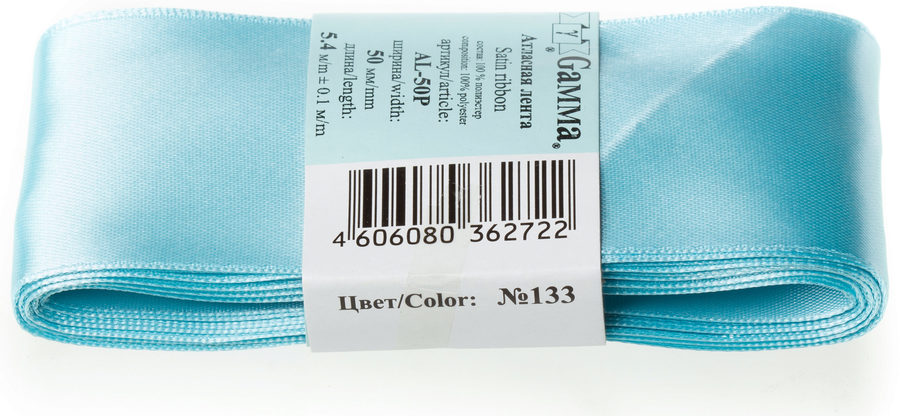 γ GaMMa®
®
Атласная лента
Satin ribbon
состав 100 % полиэстер
composition: 100% polyester
артикул/article:
AL-50P
ширина/width:
50 мм/mm
длина/length:
5.4 м/m ± 0.1 м/m
4 606080 362722
Цвет/Color: №133